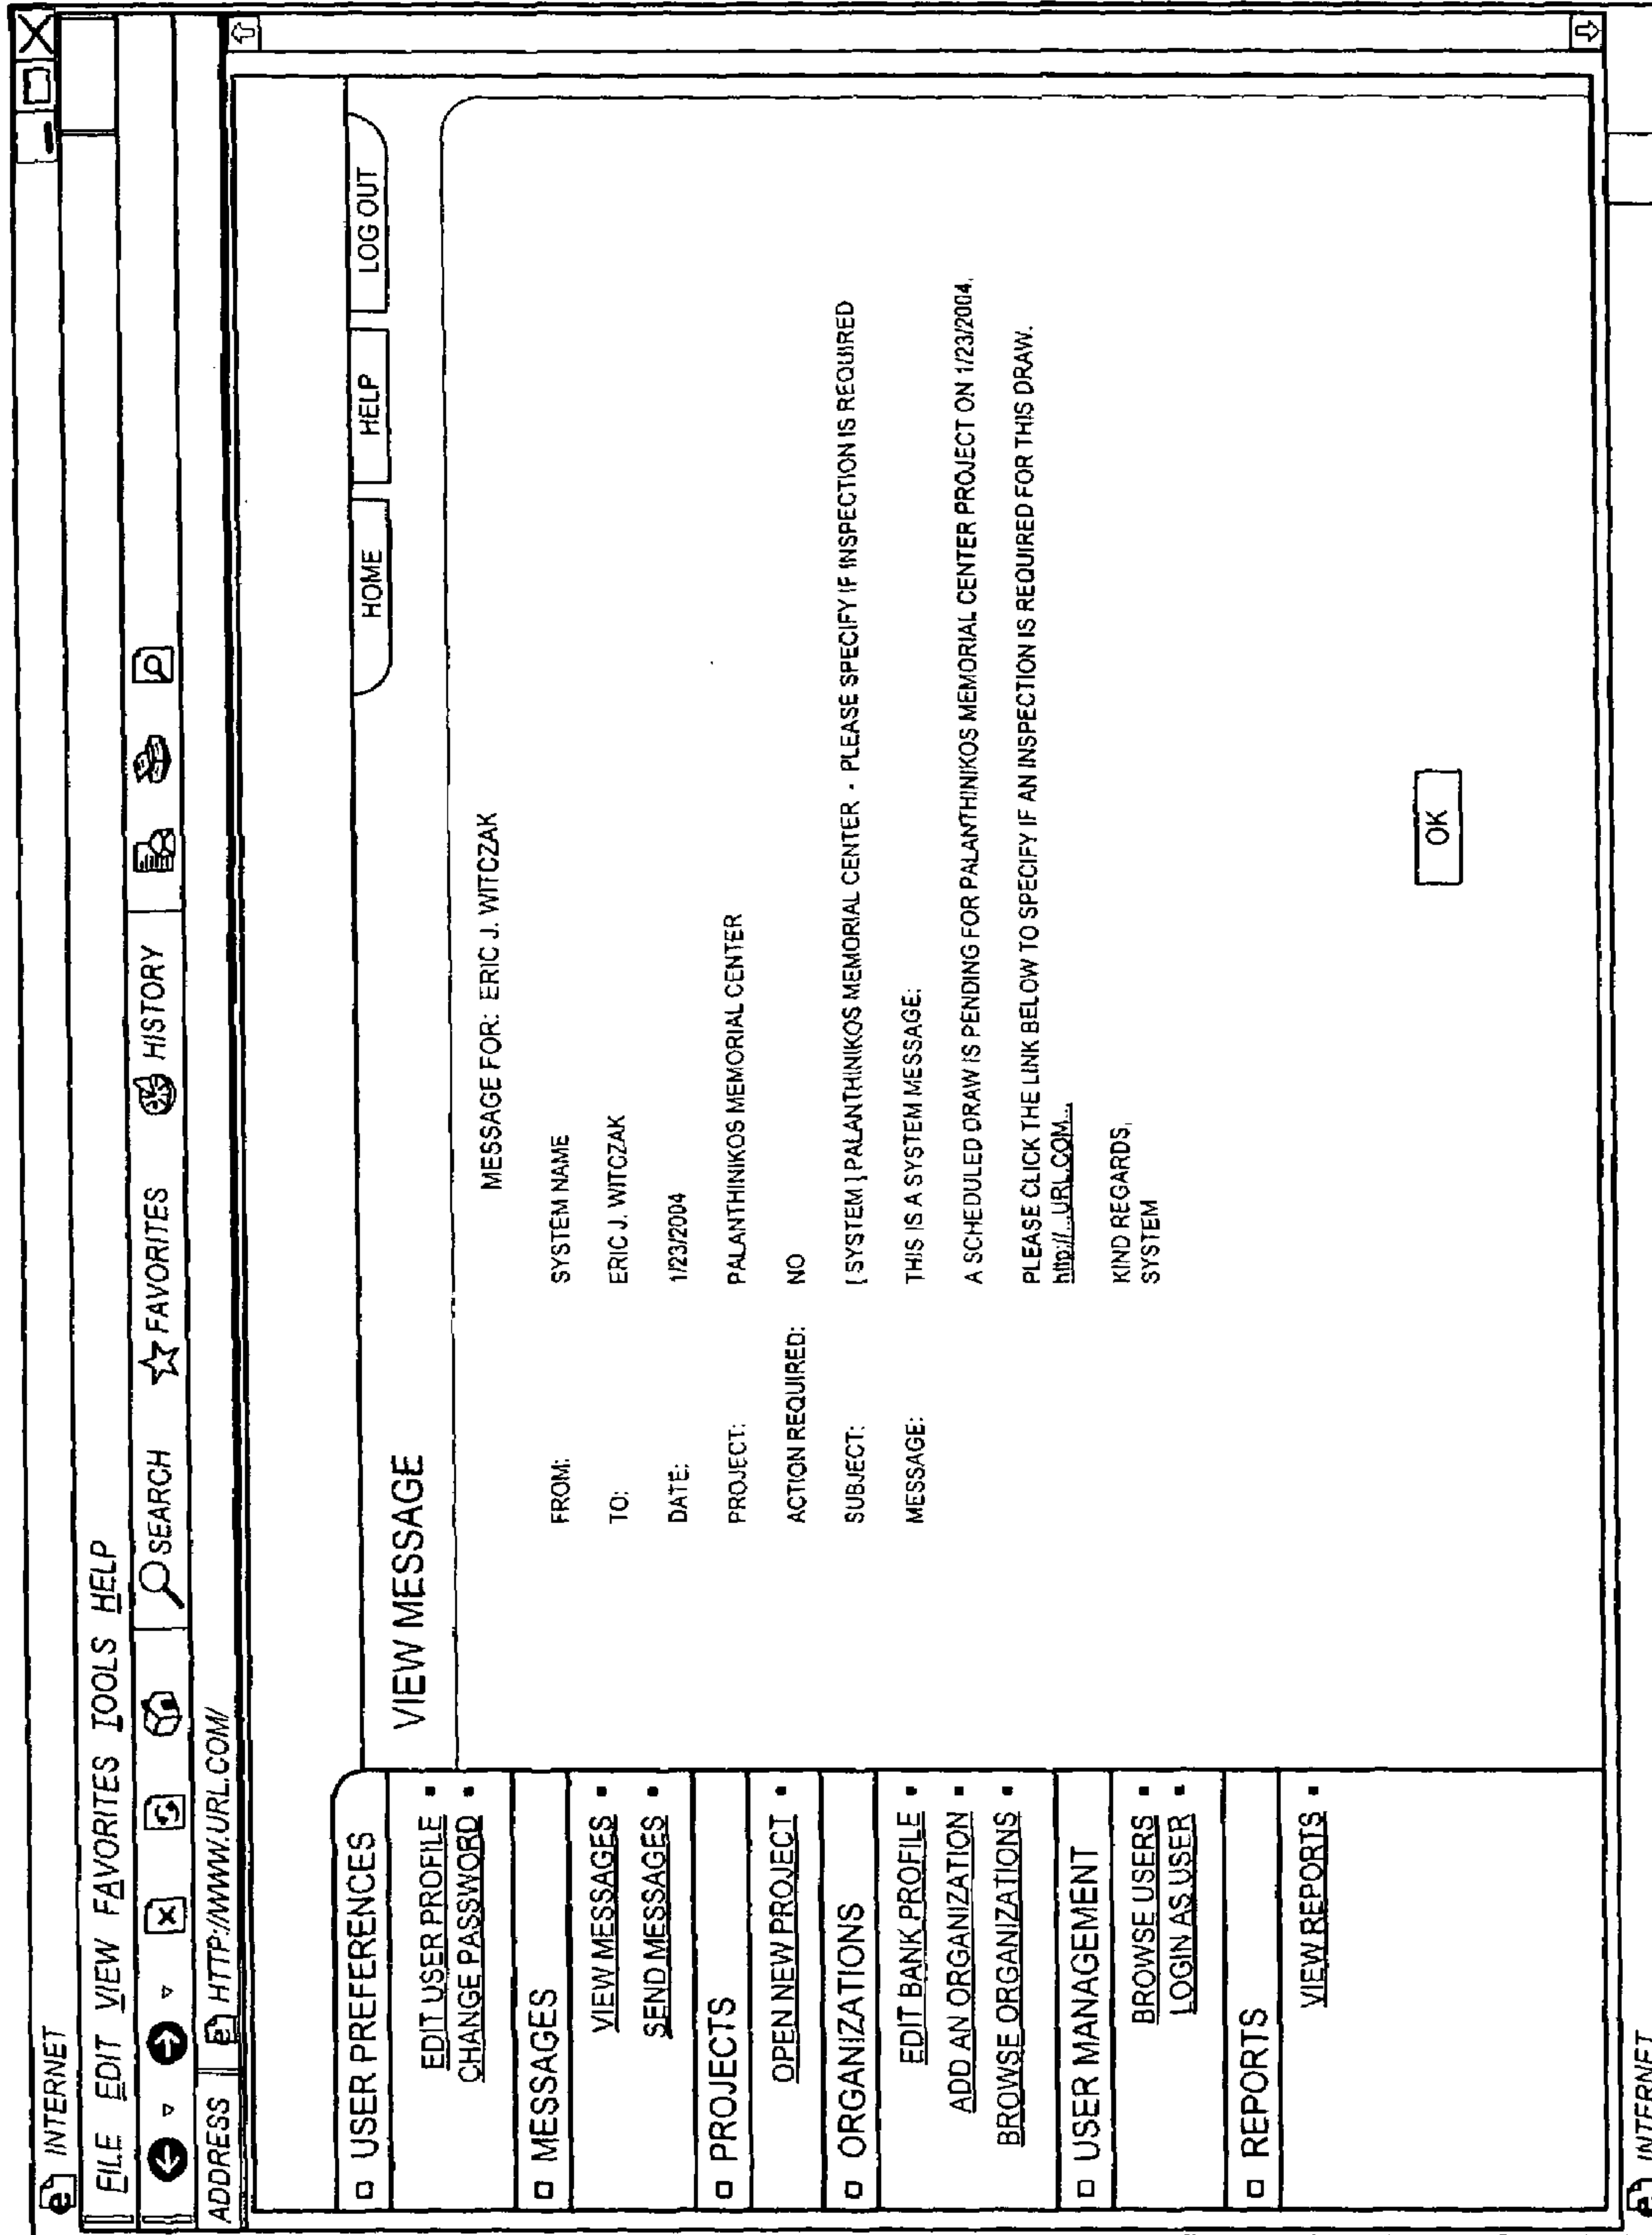 INTERNET
FILE EDIT VIEW FAVORITES TOOLS HELP
SEARCH FAVORITES HISTORY
ADDRESS HTTP://WWW.URL.COM/
HOME HELP LOG OUT
USER PREFERENCES
EDIT USER PROFILE
CHANGE PASSWORD
MESSAGES
VIEW MESSAGES
SEND MESSAGES
PROJECTS
OPEN NEW PROJECT
ORGANIZATIONS
EDIT BANK PROFILE
ADD AN ORGANIZATION
BROWSE ORGANIZATIONS
USER MANAGEMENT
BROWSE USERS
LOGIN AS USER
REPORTS
VIEW REPORTS
VIEW MESSAGE
MESSAGE FOR: ERIC J. WITCZAK
FROM: SYSTEM NAME
TO: ERIC J. WITCZAK
DATE: 1/23/2004
PROJECT: PALANTHINIKOS MEMORIAL CENTER
ACTION REQUIRED: NO
SUBJECT: [ SYSTEM ] PALANTHINIKOS MEMORIAL CENTER - PLEASE SPECIFY IF INSPECTION IS REQUIRED
MESSAGE: THIS IS A SYSTEM MESSAGE:
A SCHEDULED DRAW IS PENDING FOR PALANTHINIKOS MEMORIAL CENTER PROJECT ON 1/23/2004.
PLEASE CLICK THE LINK BELOW TO SPECIFY IF AN INSPECTION IS REQUIRED FOR THIS DRAW.
http://...URL.COM...
KIND REGARDS,
SYSTEM
OK
INTERNET